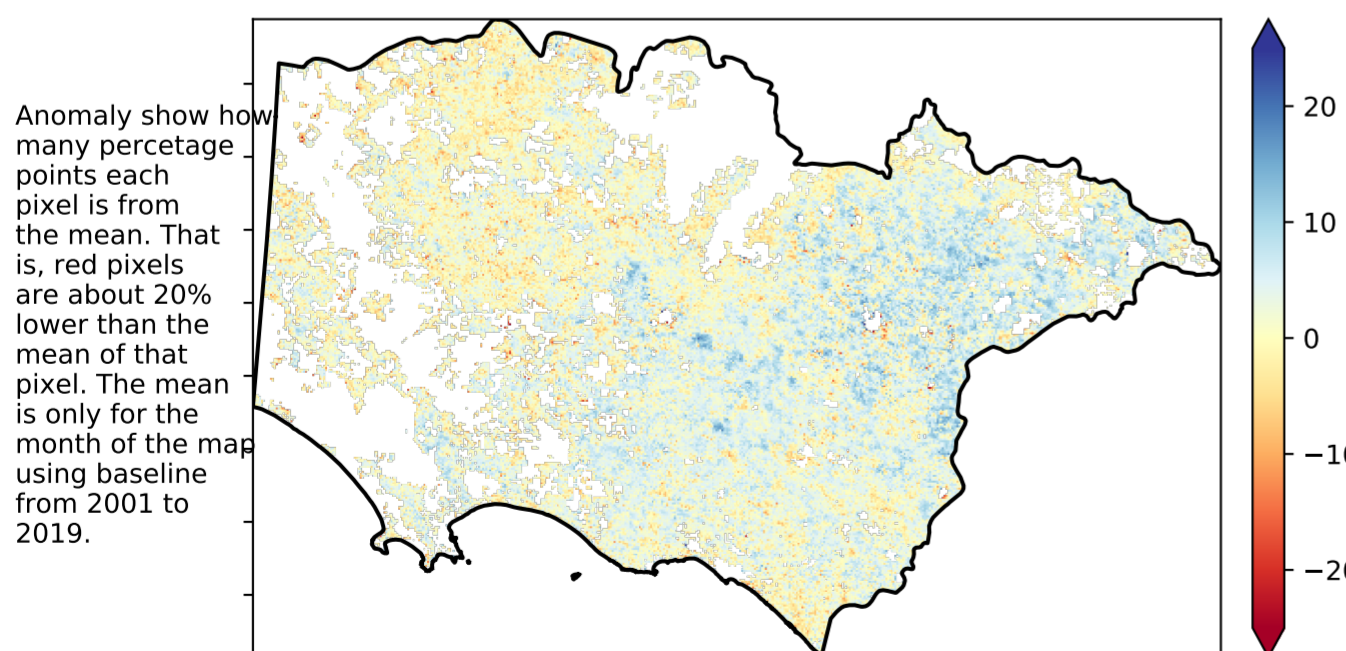 Anomaly show how
many percetage
points each
pixel is from
the mean. That
is, red pixels
are about 20%
lower than the
mean of that
pixel. The mean
is only for the
month of the map
using baseline
from 2001 to
2019.
20
10
0
−10
−20